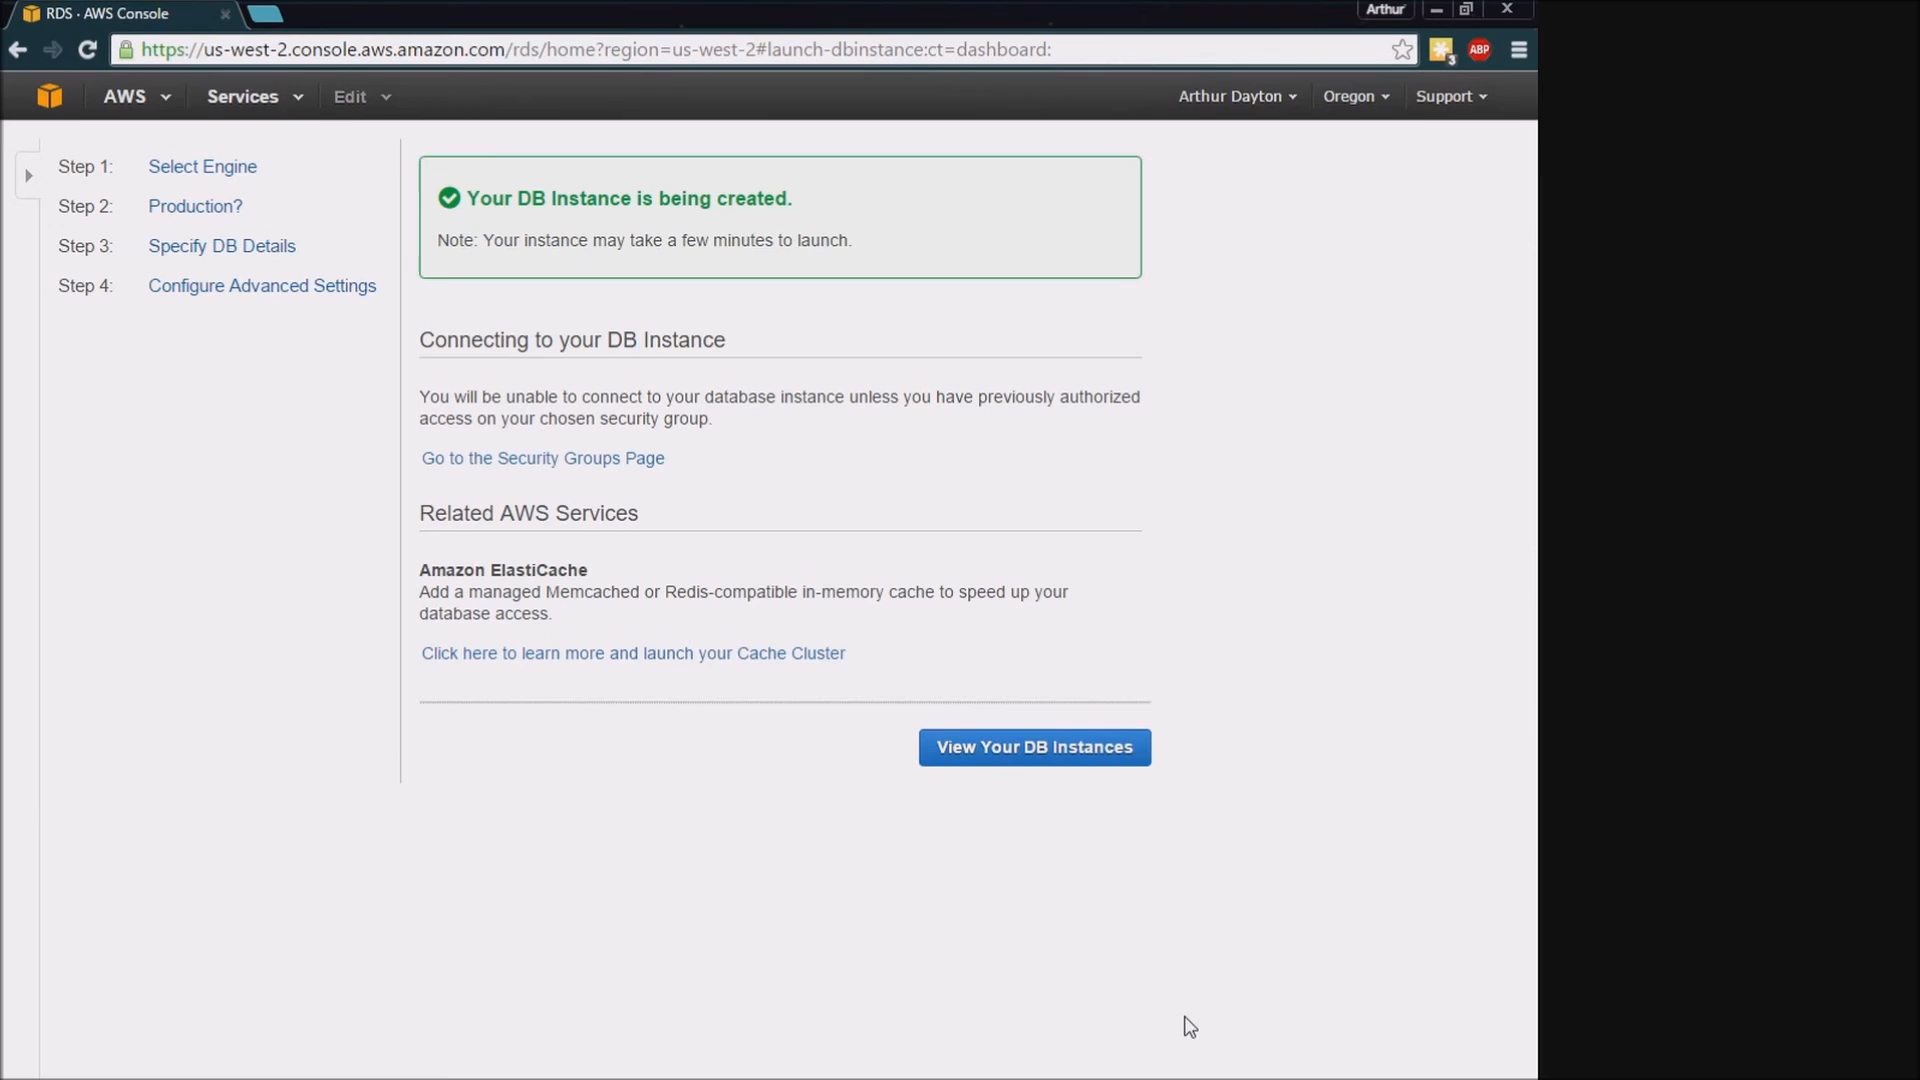 RDS · AWS Console
Arthur
https://us-west-2.console.aws.amazon.com/rds/home?region=us-west-2#launch-dbinstance:ct=dashboard:
3
ABP
AWS Services Edit Arthur Dayton Oregon Support
Step 1: Select Engine
Step 2: Production?
Step 3: Specify DB Details
Step 4: Configure Advanced Settings
Your DB Instance is being created.
Note: Your instance may take a few minutes to launch.
Connecting to your DB Instance
You will be unable to connect to your database instance unless you have previously authorized
access on your chosen security group.
Go to the Security Groups Page
Related AWS Services
Amazon ElastiCache
Add a managed Memcached or Redis-compatible in-memory cache to speed up your
database access.
Click here to learn more and launch your Cache Cluster
View Your DB Instances